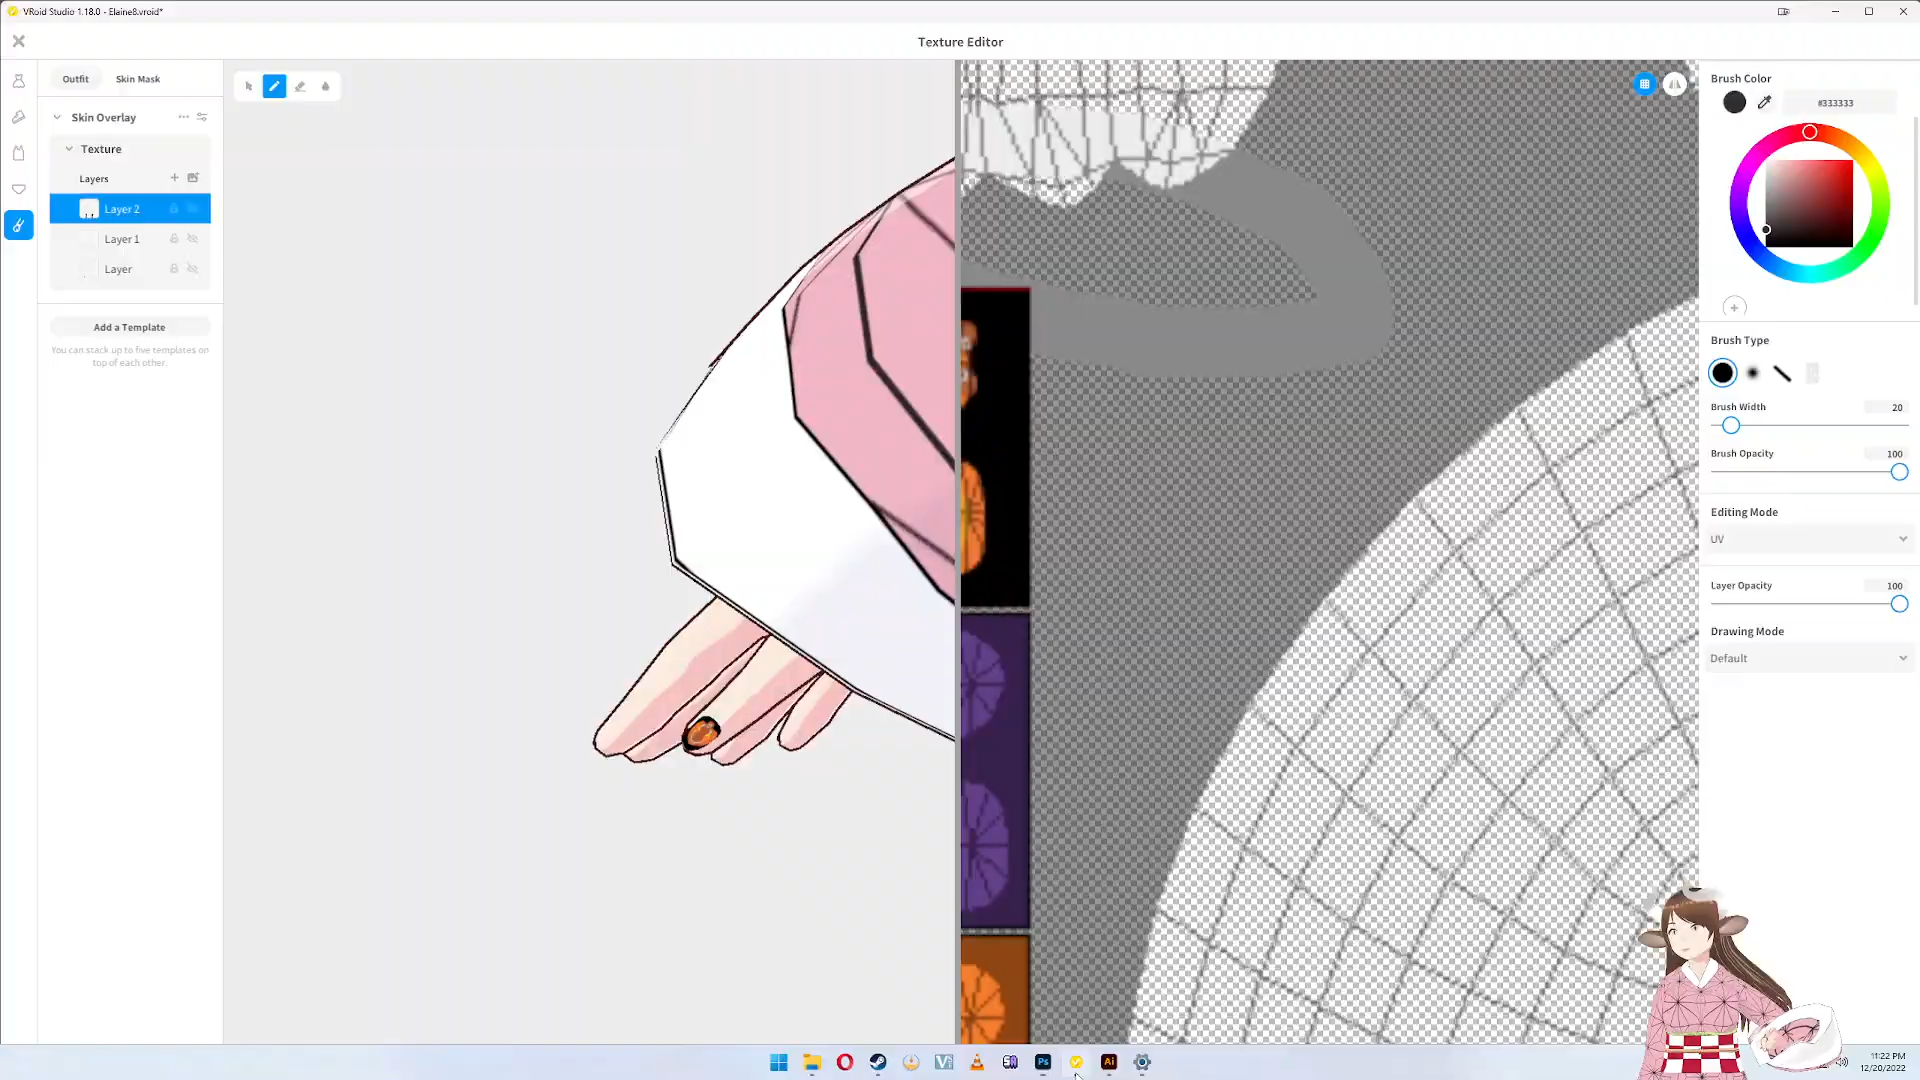 VRoid Studio 1.18.0 - Elaine8.vroid*
Texture Editor
Outfit
Skin Mask
Skin Overlay
Texture
Layers
Layer 2
Layer 1
Layer
Add a Template
You can stack up to five templates on
top of each other.
Brush Color
#333333
Brush Type
Brush Width
20
Brush Opacity
100
Editing Mode
UV
Layer Opacity
100
Drawing Mode
Default
Ps
Ai
11:22 PM
12/20/2022